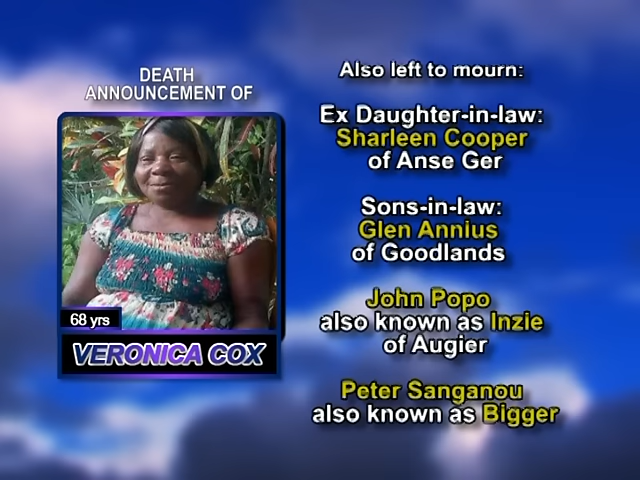 DEATH
ANNOUNCEMENT OF
68 yrs
VERONICA COX
Also left to mourn:
Ex Daughter-in-law:
Sharleen Cooper
of Anse Ger
Sons-in-law:
Glen Annius
of Goodlands
John Popo
also known as Inzie
of Augier
Peter Sanganou
also known as Bigger